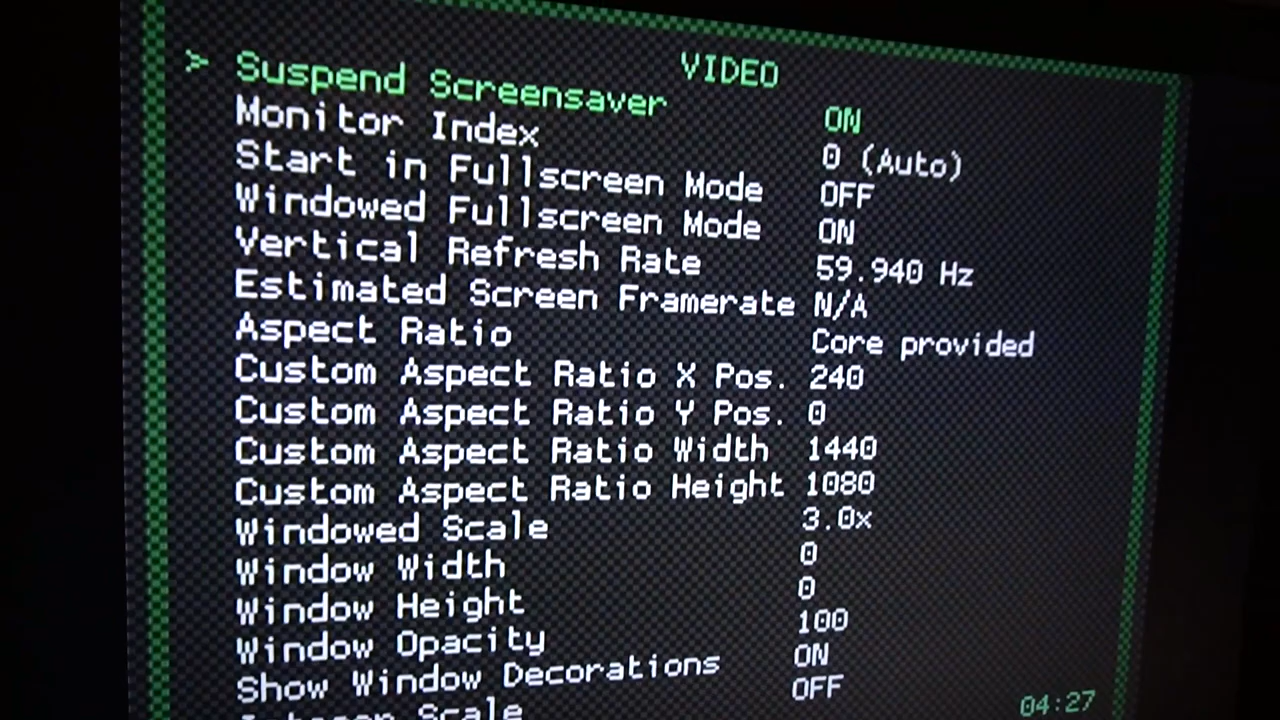 VIDEO
> Suspend Screensaver ON
Monitor Index 0 (Auto)
Start in Fullscreen Mode OFF
Windowed Fullscreen Mode ON
Vertical Refresh Rate 59.940 Hz
Estimated Screen Framerate N/A
Aspect Ratio Core provided
Custom Aspect Ratio X Pos. 240
Custom Aspect Ratio Y Pos. 0
Custom Aspect Ratio Width 1440
Custom Aspect Ratio Height 1080
Windowed Scale 3.0x
Window Width 0
Window Height 0
Window Opacity 100
Show Window Decorations ON
Integer Scale OFF
04:27